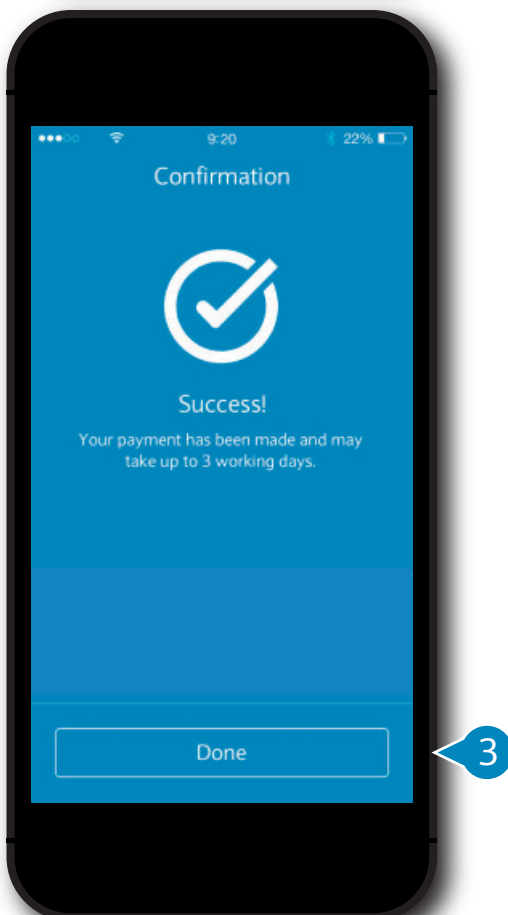 9:20
22%
Confirmation
Success!
Your payment has been made and may
take up to 3 working days.
Done
3